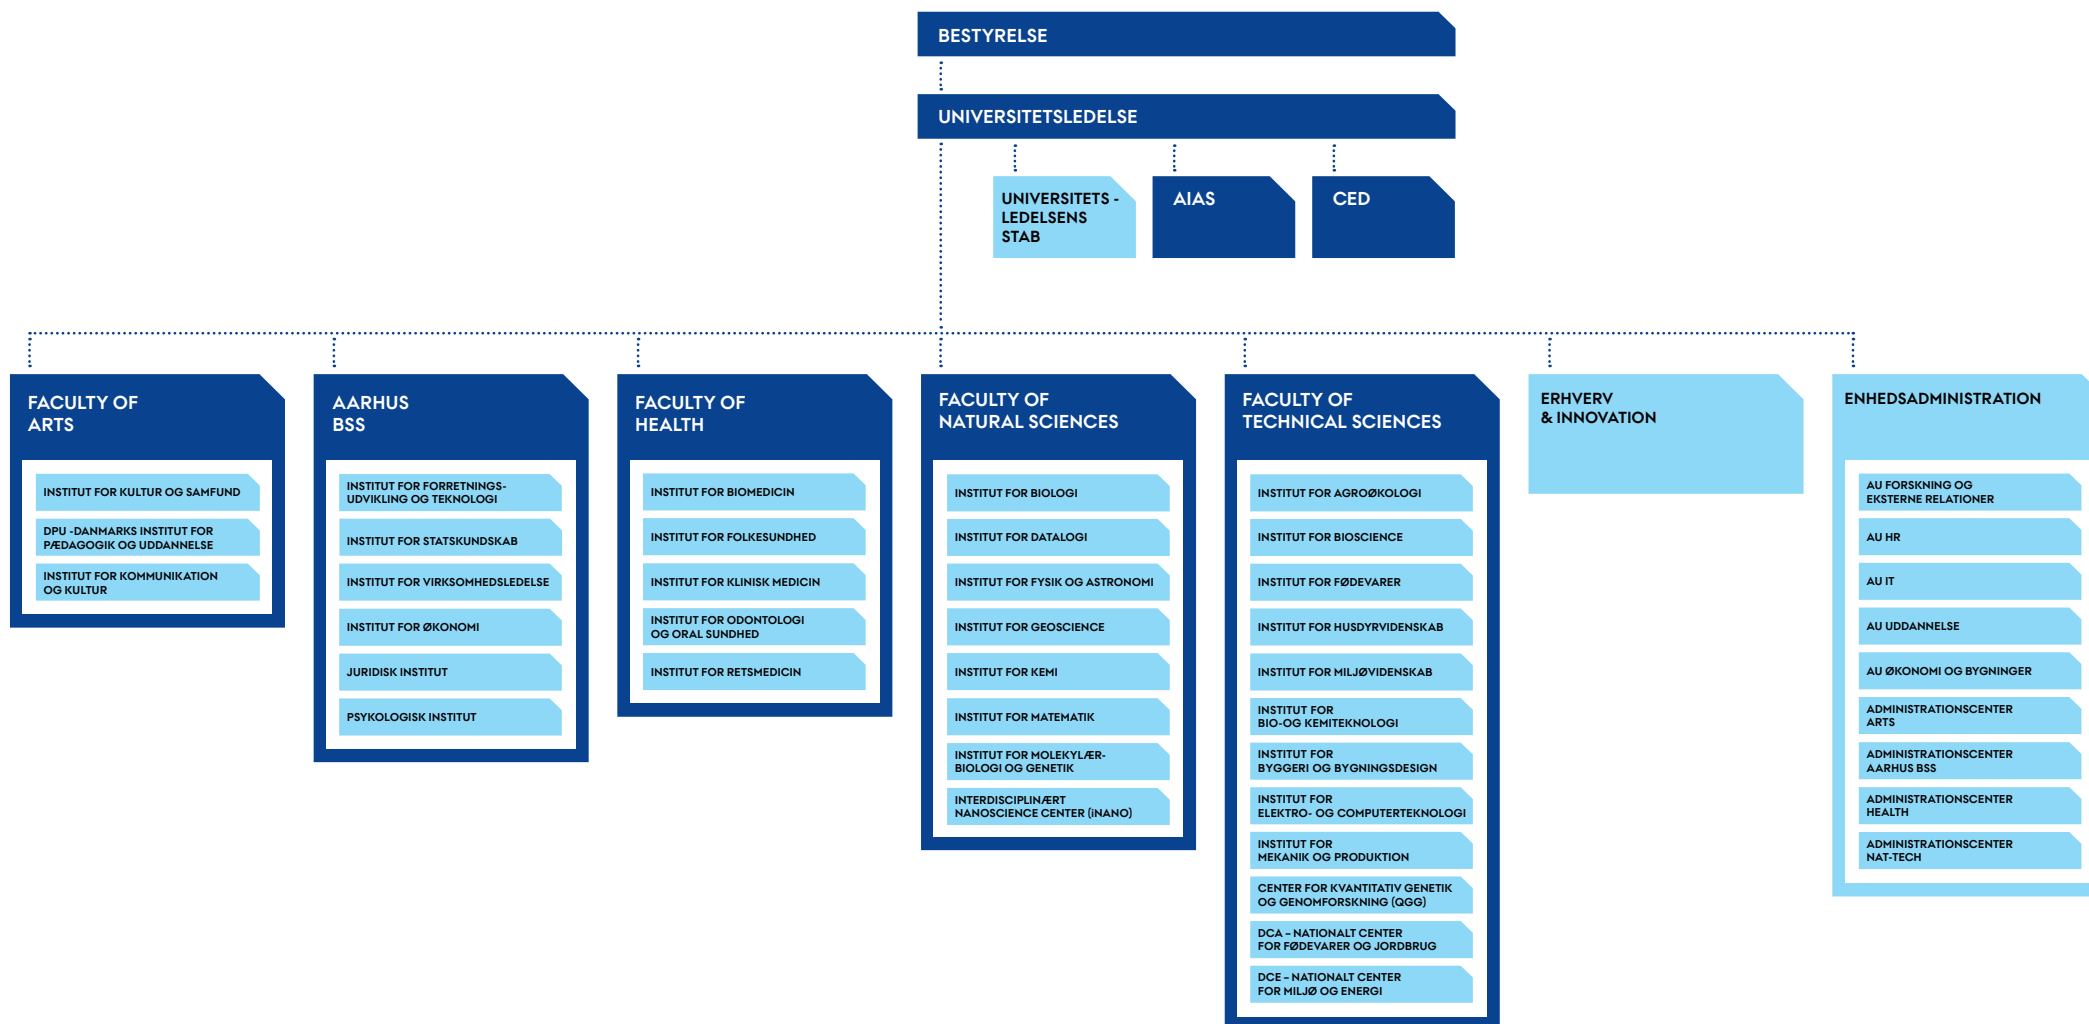 BESTYRELSE
UNIVERSITETSLEDELSE
UNIVERSITETS -
LEDELSENS
STAB
AIAS
CED
FACULTY OF
ARTS
INSTITUT FOR KULTUR OG SAMFUND
DPU -DANMARKS INSTITUT FOR
PÆDAGOGIK OG UDDANNELSE
INSTITUT FOR KOMMUNIKATION
OG KULTUR
AARHUS
BSS
INSTITUT FOR FORRETNINGS-
UDVIKLING OG TEKNOLOGI
INSTITUT FOR STATSKUNDSKAB
INSTITUT FOR VIRKSOMHEDSLEDELSE
INSTITUT FOR ØKONOMI
JURIDISK INSTITUT
PSYKOLOGISK INSTITUT
FACULTY OF
HEALTH
INSTITUT FOR BIOMEDICIN
INSTITUT FOR FOLKESUNDHED
INSTITUT FOR KLINISK MEDICIN
INSTITUT FOR ODONTOLOGI
OG ORAL SUNDHED
INSTITUT FOR RETSMEDICIN
FACULTY OF
NATURAL SCIENCES
INSTITUT FOR BIOLOGI
INSTITUT FOR DATALOGI
INSTITUT FOR FYSIK OG ASTRONOMI
INSTITUT FOR GEOSCIENCE
INSTITUT FOR KEMI
INSTITUT FOR MATEMATIK
INSTITUT FOR MOLEKYLÆR-
BIOLOGI OG GENETIK
INTERDISCIPLINÆRT
NANOSCIENCE CENTER (iNANO)
FACULTY OF
TECHNICAL SCIENCES
INSTITUT FOR AGROØKOLOGI
INSTITUT FOR BIOSCIENCE
INSTITUT FOR FØDEVARER
INSTITUT FOR HUSDYRVIDENSKAB
INSTITUT FOR MILJØVIDENSKAB
INSTITUT FOR
BIO-OG KEMITEKNOLOGI
INSTITUT FOR
BYGGERI OG BYGNINGSDESIGN
INSTITUT FOR
ELEKTRO- OG COMPUTERTEKNOLOGI
INSTITUT FOR
MEKANIK OG PRODUKTION
CENTER FOR KVANTITATIV GENETIK
OG GENOMFORSKNING (QGG)
DCA – NATIONALT CENTER
FOR FØDEVARER OG JORDBRUG
DCE – NATIONALT CENTER
FOR MILJØ OG ENERGI
ERHVERV
& INNOVATION
ENHEDSADMINISTRATION
AU FORSKNING OG
EKSTERNE RELATIONER
AU HR
AU IT
AU UDDANNELSE
AU ØKONOMI OG BYGNINGER
ADMINISTRATIONSCENTER
ARTS
ADMINISTRATIONSCENTER
AARHUS BSS
ADMINISTRATIONSCENTER
HEALTH
ADMINISTRATIONSCENTER
NAT-TECH